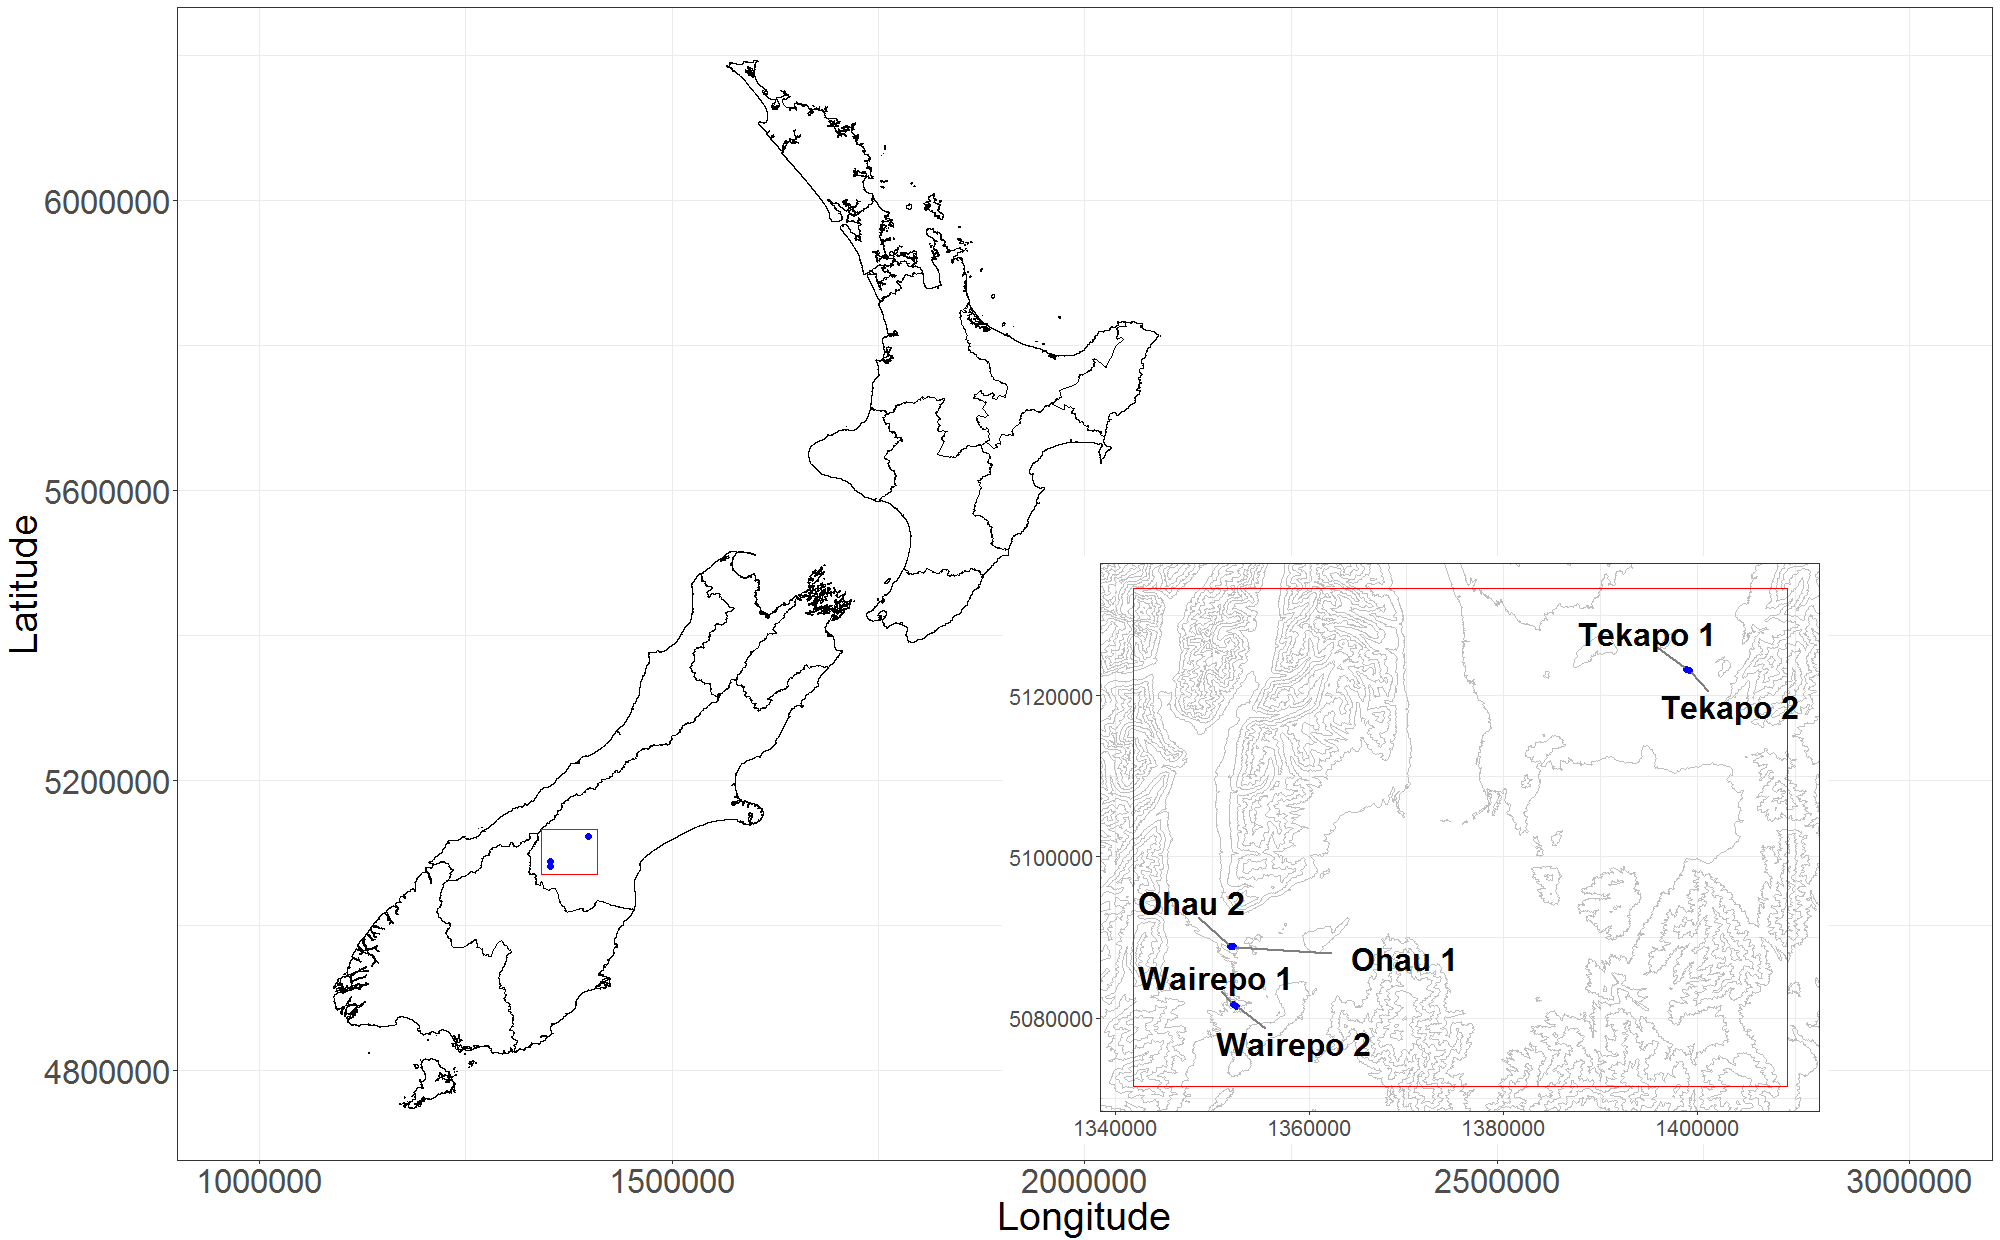 6000000
5600000
5200000
4800000
Latitude
1000000
1500000
2000000
2500000
3000000
Longitude
Tekapo 1
Tekapo 2
Ohau 2
Ohau 1
Wairepo 1
Wairepo 2
5120000
5100000
5080000
1340000
1360000
1380000
1400000